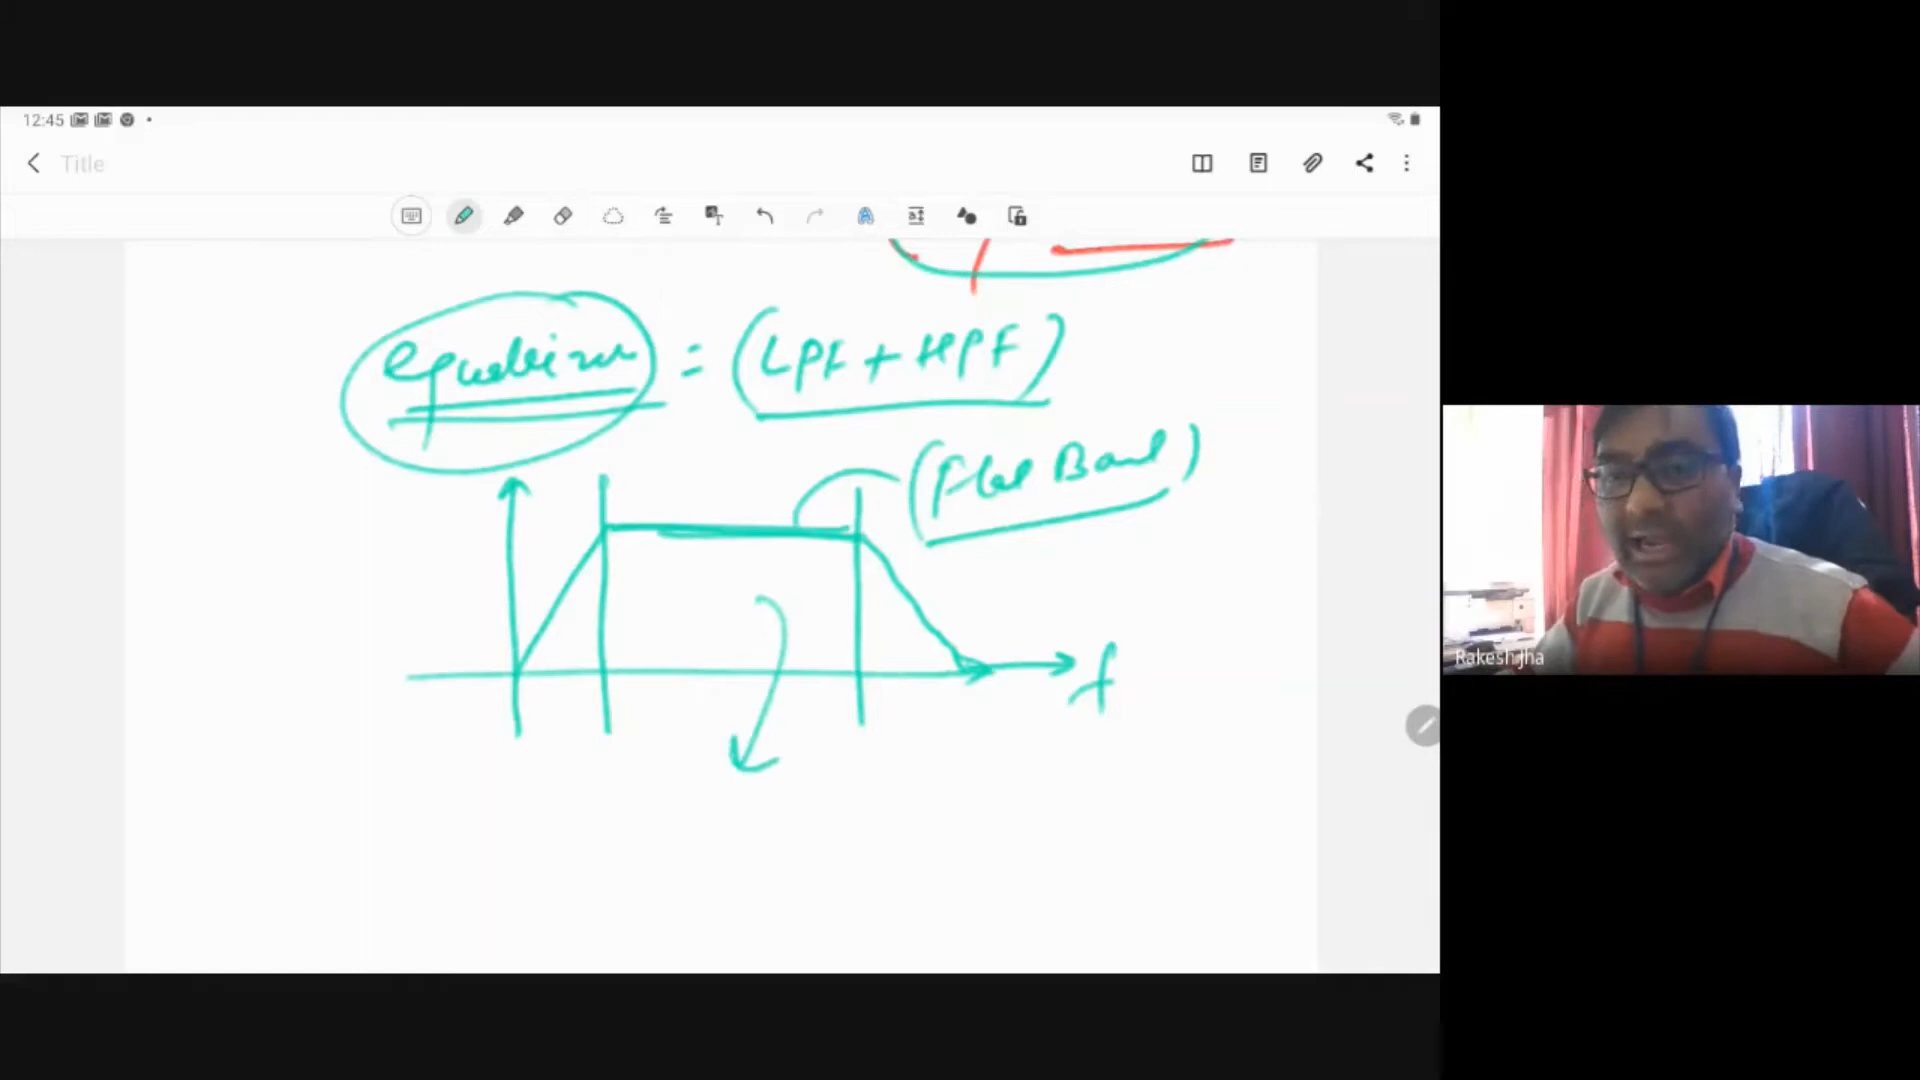 12:45
Title
equalizer = (LPF + HPF)
(Flat Band)
f
Rakesh Jha